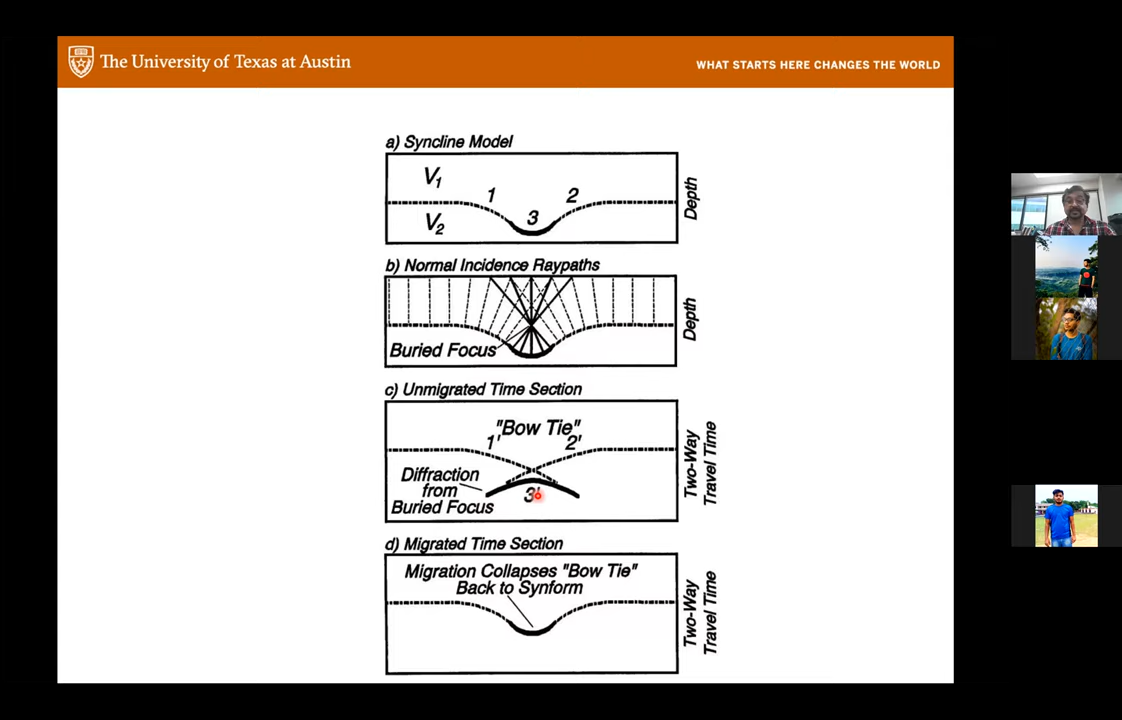 The University of Texas at Austin
WHAT STARTS HERE CHANGES THE WORLD
a) Syncline Model
V1
1
2
3
V2
Depth
b) Normal Incidence Raypaths
Buried Focus
Depth
c) Unmigrated Time Section
"Bow Tie"
1'
2'
Diffraction
from
Buried Focus
3'
Two-Way
Travel Time
d) Migrated Time Section
Migration Collapses "Bow Tie"
Back to Synform
Two-Way
Travel Time